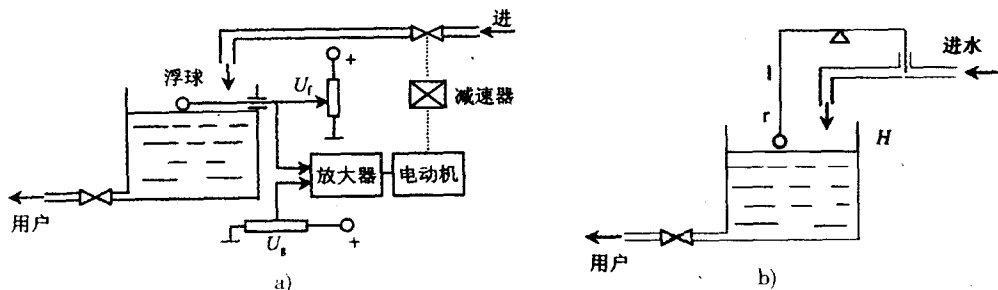 进
浮球
U_f
+
减速器
放大器
电动机
用户
U_g
+
a)
进水
l
r
H
用户
b)